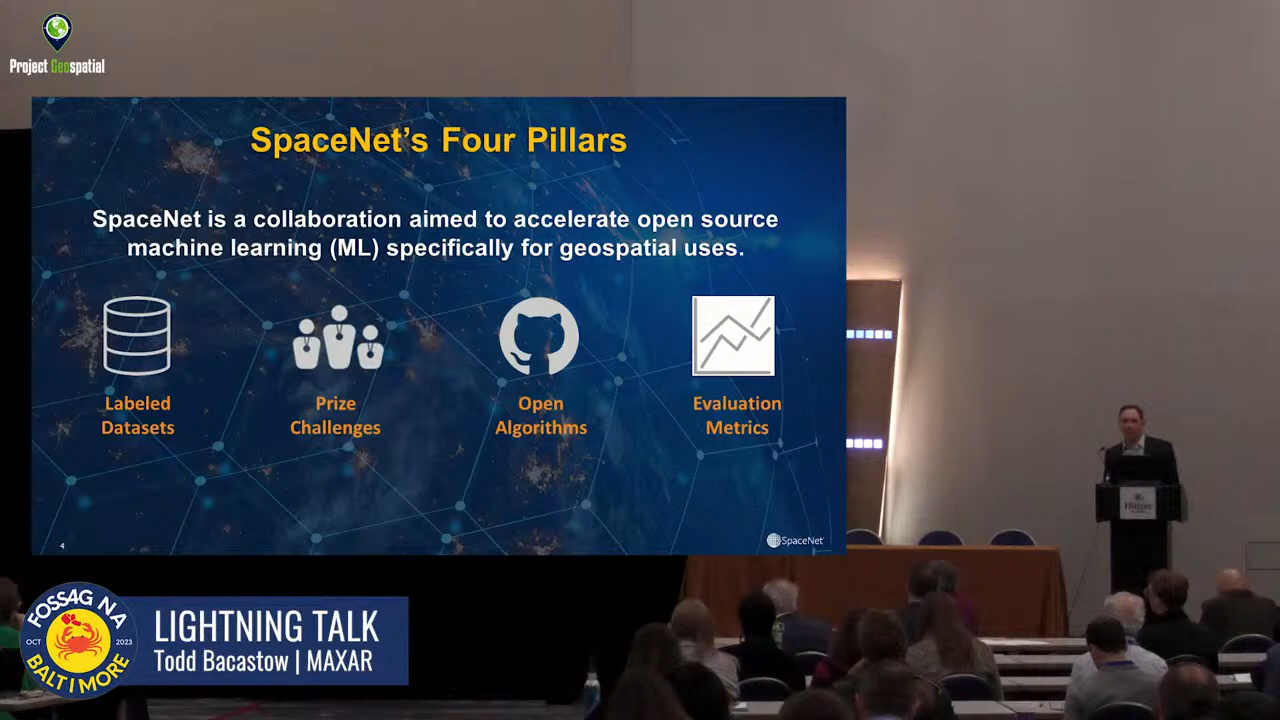 Project Geospatial
SpaceNet's Four Pillars
SpaceNet is a collaboration aimed to accelerate open source
machine learning (ML) specifically for geospatial uses.
Labeled
Datasets
Prize
Challenges
Open
Algorithms
Evaluation
Metrics
4
SpaceNet
Hilton
FOSS4G NA
OCT
2023
BALTIMORE
LIGHTNING TALK
Todd Bacastow | MAXAR